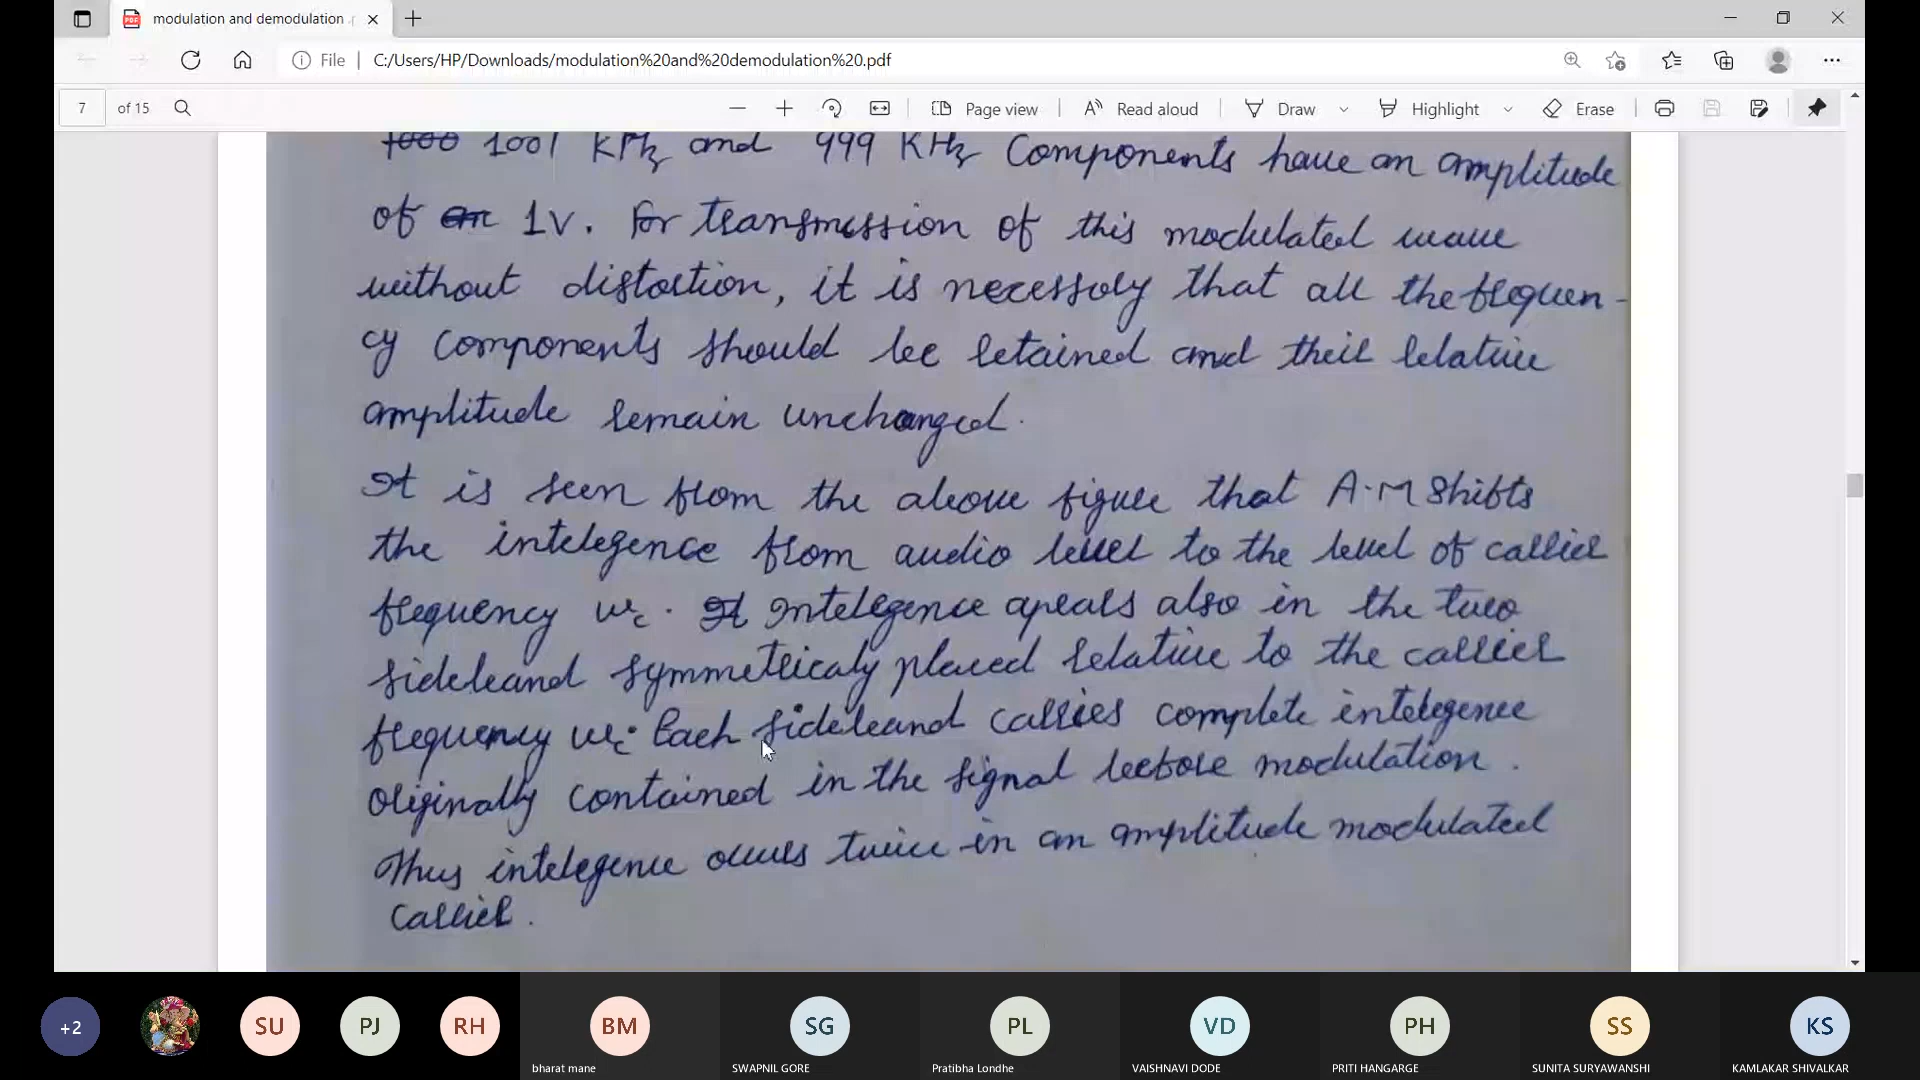 modulation and demodulation .p
File C:/Users/HP/Downloads/modulation%20and%20demodulation%20.pdf
7 of 15 Page view Read aloud Draw Highlight Erase
1000 1001 KHz and 999 KHz Components have an amplitude
of an 1V. For transmission of this modulated wave
without distortion, it is necessory that all the frequen-
cy components should be retained and their relative
amplitude remain unchanged.
It is seen from the above figure that A.M shifts
the intelegence from audio level to the level of carrier
frequency wc. It Intelegence apears also in the two
sideband symmetricaly placed relative to the carrier
frequency wc. Each sideband carries complete intelegence
originally contained in the signal before modulation.
Thus intelegence occurs twice in an amplitude modulated
carrier.
+2 SU PJ RH BM SG PL VD PH SS KS
bharat mane SWAPNIL GORE Pratibha Londhe VAISHNAVI DODE PRITI HANGARGE SUNITA SURYAWANSHI KAMLAKAR SHIVALKAR